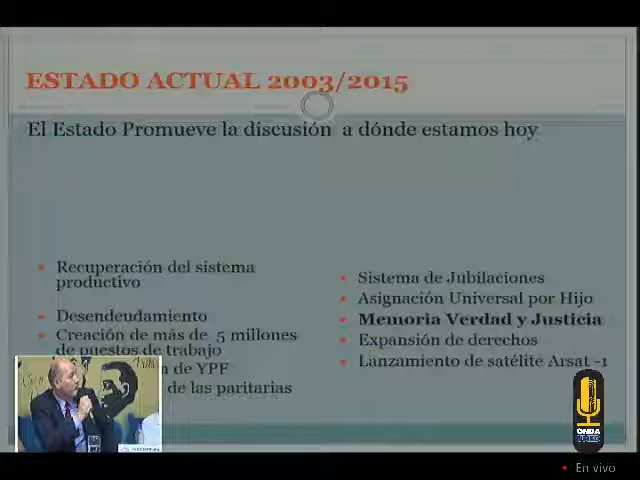 ESTADO ACTUAL 2003/2015
El Estado Promueve la discusión a dónde estamos hoy
Recuperación del sistema
productivo
Desendeudamiento
Creación de más de 5 millones
de puestos de trabajo
de YPF
de las paritarias
Sistema de Jubilaciones
Asignación Universal por Hijo
Memoria Verdad y Justicia
Expansión de derechos
Lanzamiento de satélite Arsat -1
ONDA
UNED
En vivo